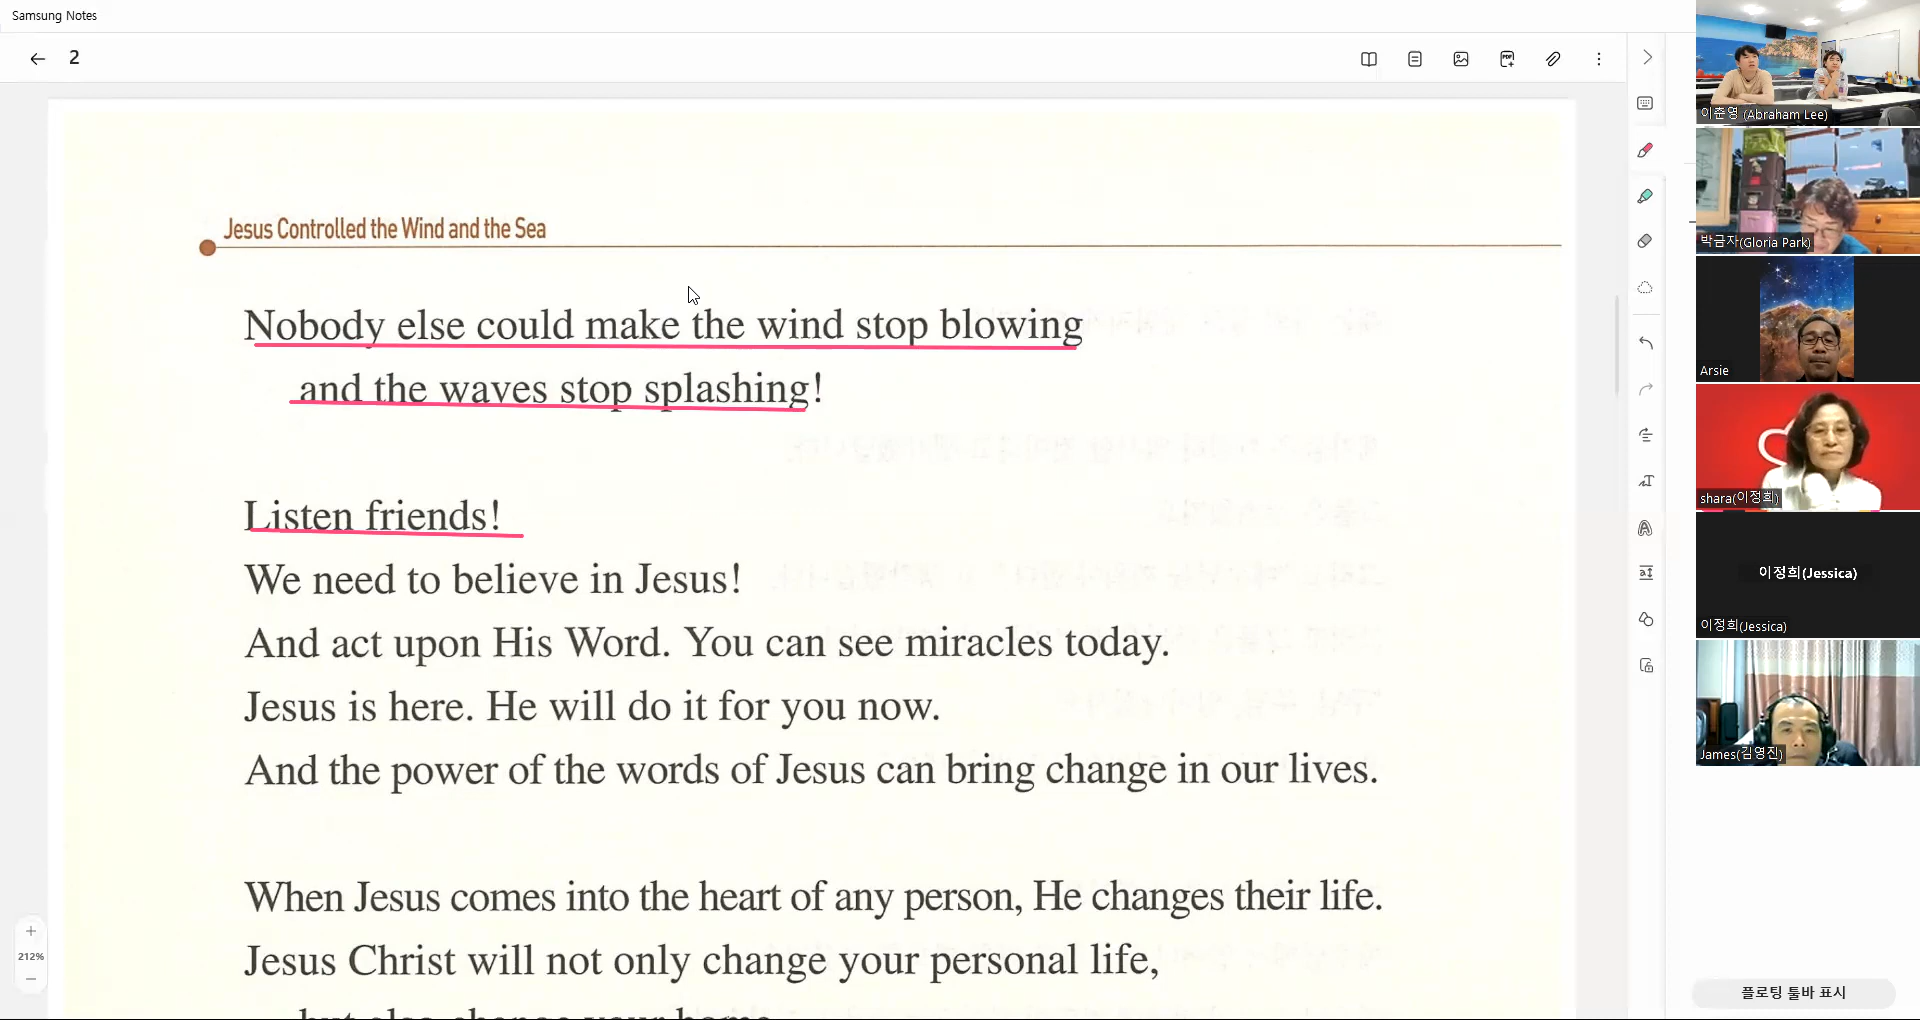 Samsung Notes
2
Jesus Controlled the Wind and the Sea
Nobody else could make the wind stop blowing
and the waves stop splashing!
Listen friends!
We need to believe in Jesus!
And act upon His Word. You can see miracles today.
Jesus is here. He will do it for you now.
And the power of the words of Jesus can bring change in our lives.
When Jesus comes into the heart of any person, He changes their life.
Jesus Christ will not only change your personal life,
but also change your home
212%
이춘영 (Abraham Lee)
박금자(Gloria Park)
Arsie
shara(이정희)
이정희(Jessica)
이정희(Jessica)
James(김영진)
플로팅 툴바 표시